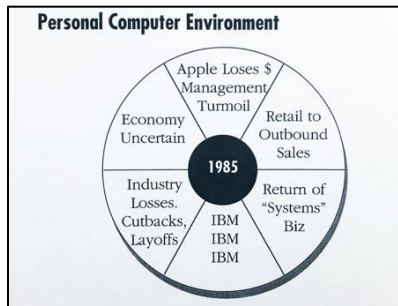 Personal Computer Environment
Apple Loses $
Management
Turmoil
Retail to
Outbound
Sales
Return of
"Systems"
Biz
IBM
IBM
IBM
Industry
Losses.
Cutbacks,
Layoffs
Economy
Uncertain
1985